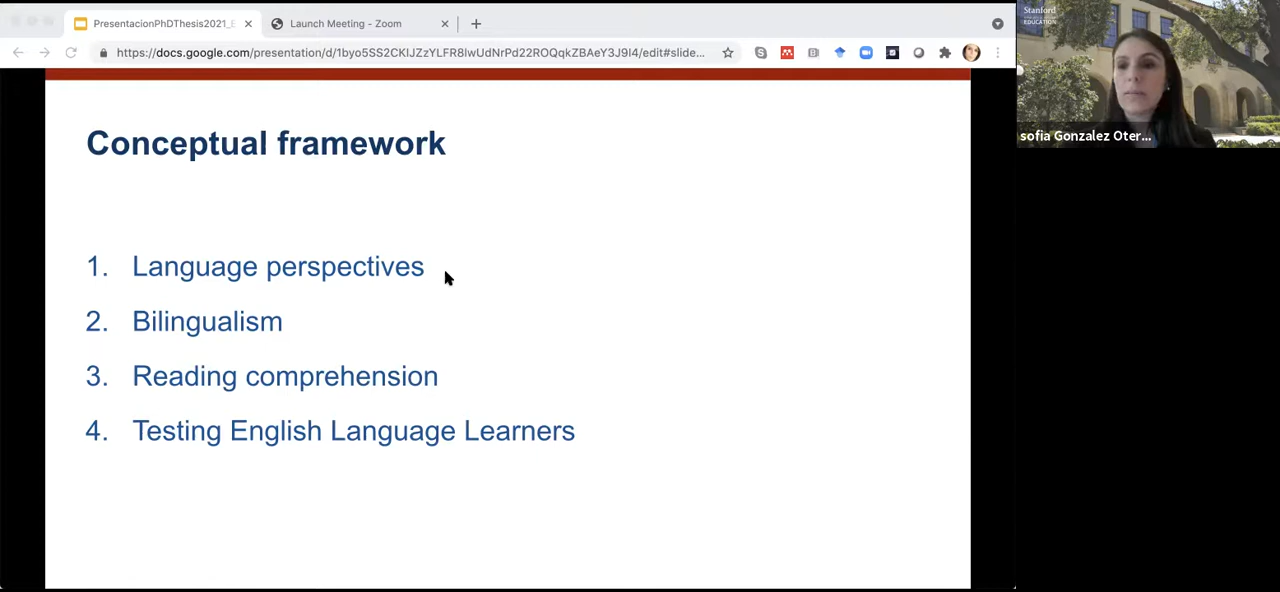 PresentacionPhDThesis2021_E
Launch Meeting - Zoom
https://docs.google.com/presentation/d/1byo5SS2CKIJZzYLFR8lwUdNrPd22ROQqkZBAeY3J9I4/edit#slide...
Stanford
EDUCATION
sofia Gonzalez Oter...
Conceptual framework
1. Language perspectives
2. Bilingualism
3. Reading comprehension
4. Testing English Language Learners